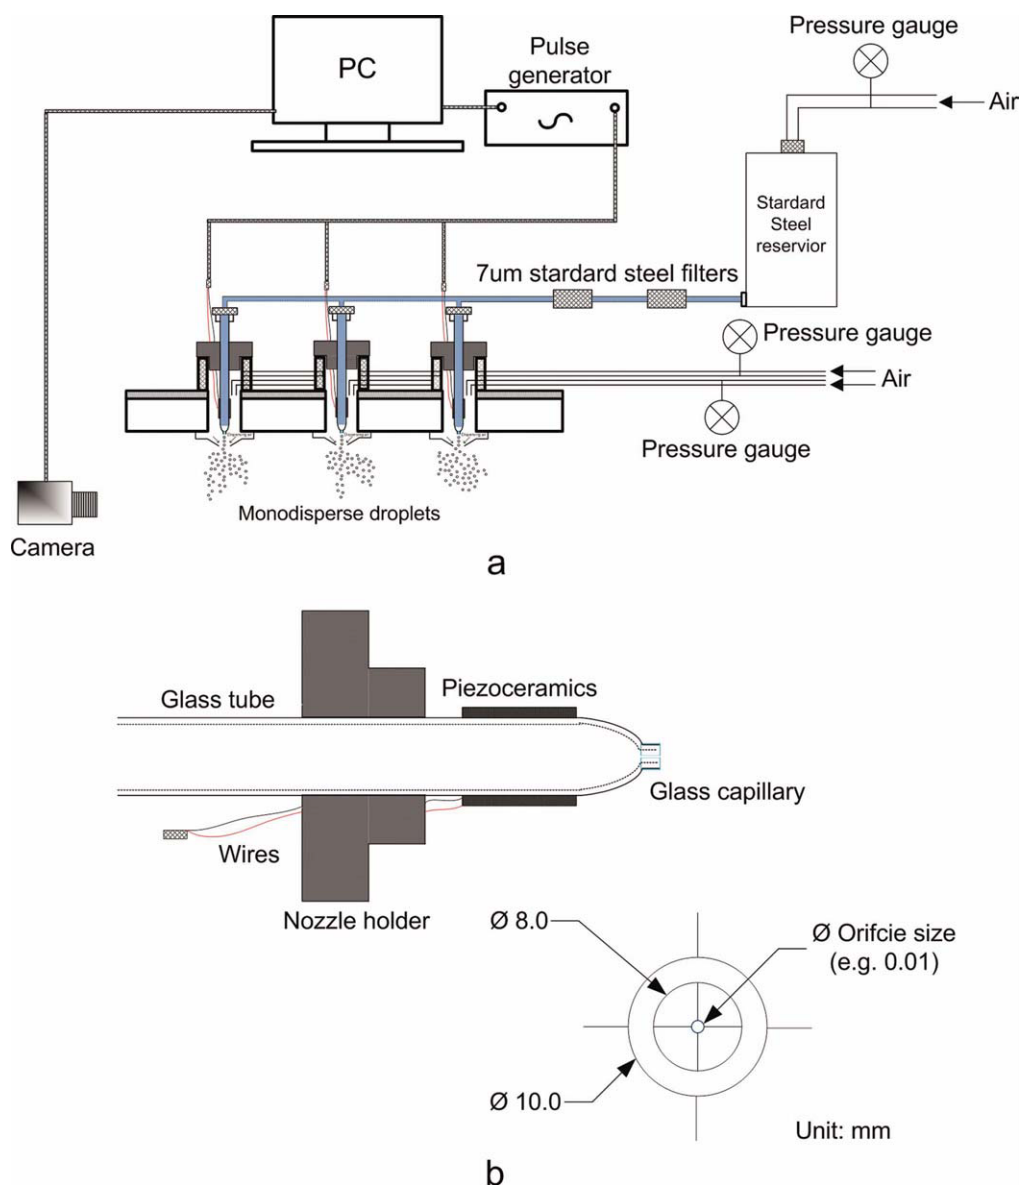 Pressure gauge
Pulse
generator
PC
Air
Stardard
Steel
reservior
7um stardard steel filters
Pressure gauge
Air
Pressure gauge
Monodisperse droplets
Camera
a
Glass tube
Piezoceramics
Glass capillary
Wires
Nozzle holder
Ø 8.0
Ø Orifcie size
(e.g. 0.01)
Ø 10.0
Unit: mm
b